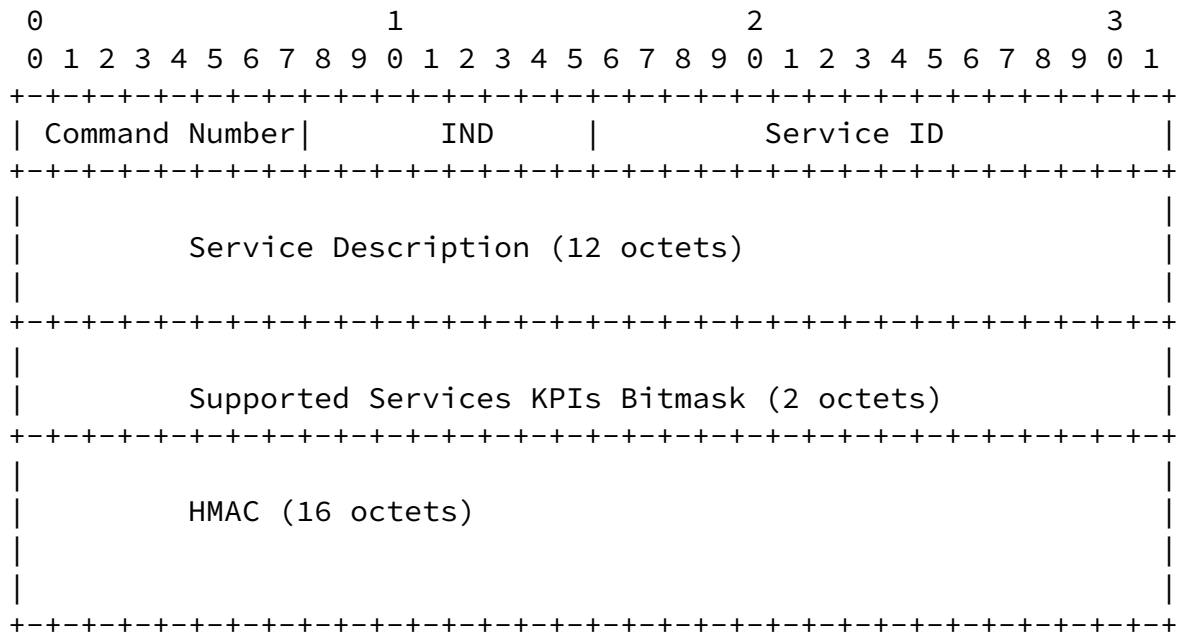 0                   1                   2                   3
0 1 2 3 4 5 6 7 8 9 0 1 2 3 4 5 6 7 8 9 0 1 2 3 4 5 6 7 8 9 0 1
+-+-+-+-+-+-+-+-+-+-+-+-+-+-+-+-+-+-+-+-+-+-+-+-+-+-+-+-+-+-+-+-+
| Command Number|       IND     |         Service ID            |
+-+-+-+-+-+-+-+-+-+-+-+-+-+-+-+-+-+-+-+-+-+-+-+-+-+-+-+-+-+-+-+-+
|                                                               |
|         Service Description (12 octets)                       |
|                                                               |
+-+-+-+-+-+-+-+-+-+-+-+-+-+-+-+-+-+-+-+-+-+-+-+-+-+-+-+-+-+-+-+-+
|                                                               |
|         Supported Services KPIs Bitmask (2 octets)            |
+-+-+-+-+-+-+-+-+-+-+-+-+-+-+-+-+-+-+-+-+-+-+-+-+-+-+-+-+-+-+-+-+
|                                                               |
|         HMAC (16 octets)                                      |
|                                                               |
|                                                               |
+-+-+-+-+-+-+-+-+-+-+-+-+-+-+-+-+-+-+-+-+-+-+-+-+-+-+-+-+-+-+-+-+